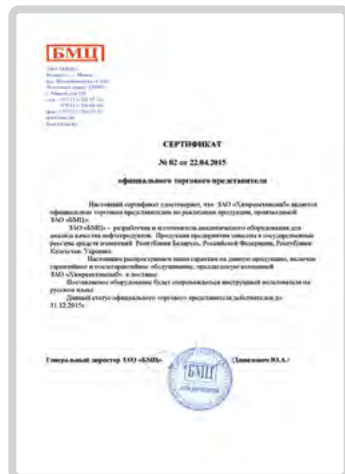 БМЦ
СЕРТИФИКАТ
№ 02 от 22.04.2015
официального торгового представителя
Настоящий сертификат удостоверяет, что ЗАО «Химреактивснаб» является
официальным торговым представителем по реализации продукции, производимой
ЗАО «БМЦ».
ЗАО «БМЦ» - разработчик и изготовитель аналитического оборудования для
анализа качества нефтепродуктов. Продукция предприятия занесена в государственные
реестры средств измерений Республики Беларусь, Российской Федерации, Республики
Казахстан, Украины.
Настоящим распространяем наши гарантии на данную продукцию, включая
гарантийное и послегарантийное обслуживание, предлагаемую компанией
ЗАО «Химреактивснаб» к поставке.
Поставляемое оборудование будет сопровождаться инструкцией пользователя на
русском языке.
Данный статус официального торгового представителя действителен до
31.12.2015г.
Генеральный директор ЗАО «БМЦ»
/Данилович Ю.А./
БМЦ